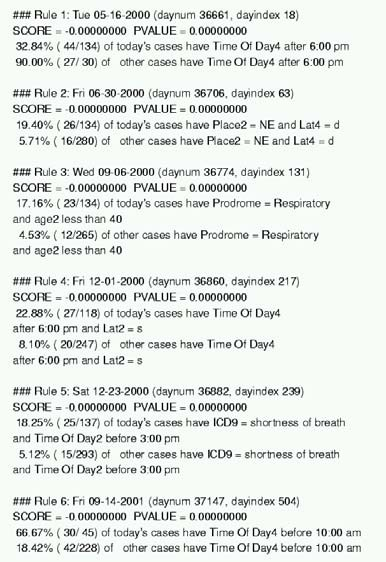 ### Rule 1: Tue 05-16-2000 (daynum 36661, dayindex 18)
SCORE = -0.00000000 PVALUE = 0.00000000
32.84% ( 44/134) of today's cases have Time Of Day4 after 6:00 pm
90.00% ( 27/ 30) of other cases have Time Of Day4 after 6:00 pm
### Rule 2: Fri 06-30-2000 (daynum 36706, dayindex 63)
SCORE = -0.00000000 PVALUE = 0.00000000
19.40% ( 26/134) of today's cases have Place2 = NE and Lat4 = d
5.71% ( 16/280) of other cases have Place2 = NE and Lat4 = d
### Rule 3: Wed 09-06-2000 (daynum 36774, dayindex 131)
SCORE = -0.00000000 PVALUE = 0.00000000
17.16% ( 23/134) of today's cases have Prodrome = Respiratory
and age2 less than 40
4.53% ( 12/265) of other cases have Prodrome = Respiratory
and age2 less than 40
### Rule 4: Fri 12-01-2000 (daynum 36860, dayindex 217)
SCORE = -0.00000000 PVALUE = 0.00000000
22.88% ( 27/118) of today's cases have Time Of Day4
after 6:00 pm and Lat2 = s
8.10% ( 20/247) of other cases have Time Of Day4
after 6:00 pm and Lat2 = s
### Rule 5: Sat 12-23-2000 (daynum 36882, dayindex 239)
SCORE = -0.00000000 PVALUE = 0.00000000
18.25% ( 25/137) of today's cases have ICD9 = shortness of breath
and Time Of Day2 before 3:00 pm
5.12% ( 15/293) of other cases have ICD9 = shortness of breath
and Time Of Day2 before 3:00 pm
### Rule 6: Fri 09-14-2001 (daynum 37147, dayindex 504)
SCORE = -0.00000000 PVALUE = 0.00000000
66.67% ( 30/ 45) of today's cases have Time Of Day4 before 10:00 am
18.42% ( 42/228) of other cases have Time Of Day4 before 10:00 am